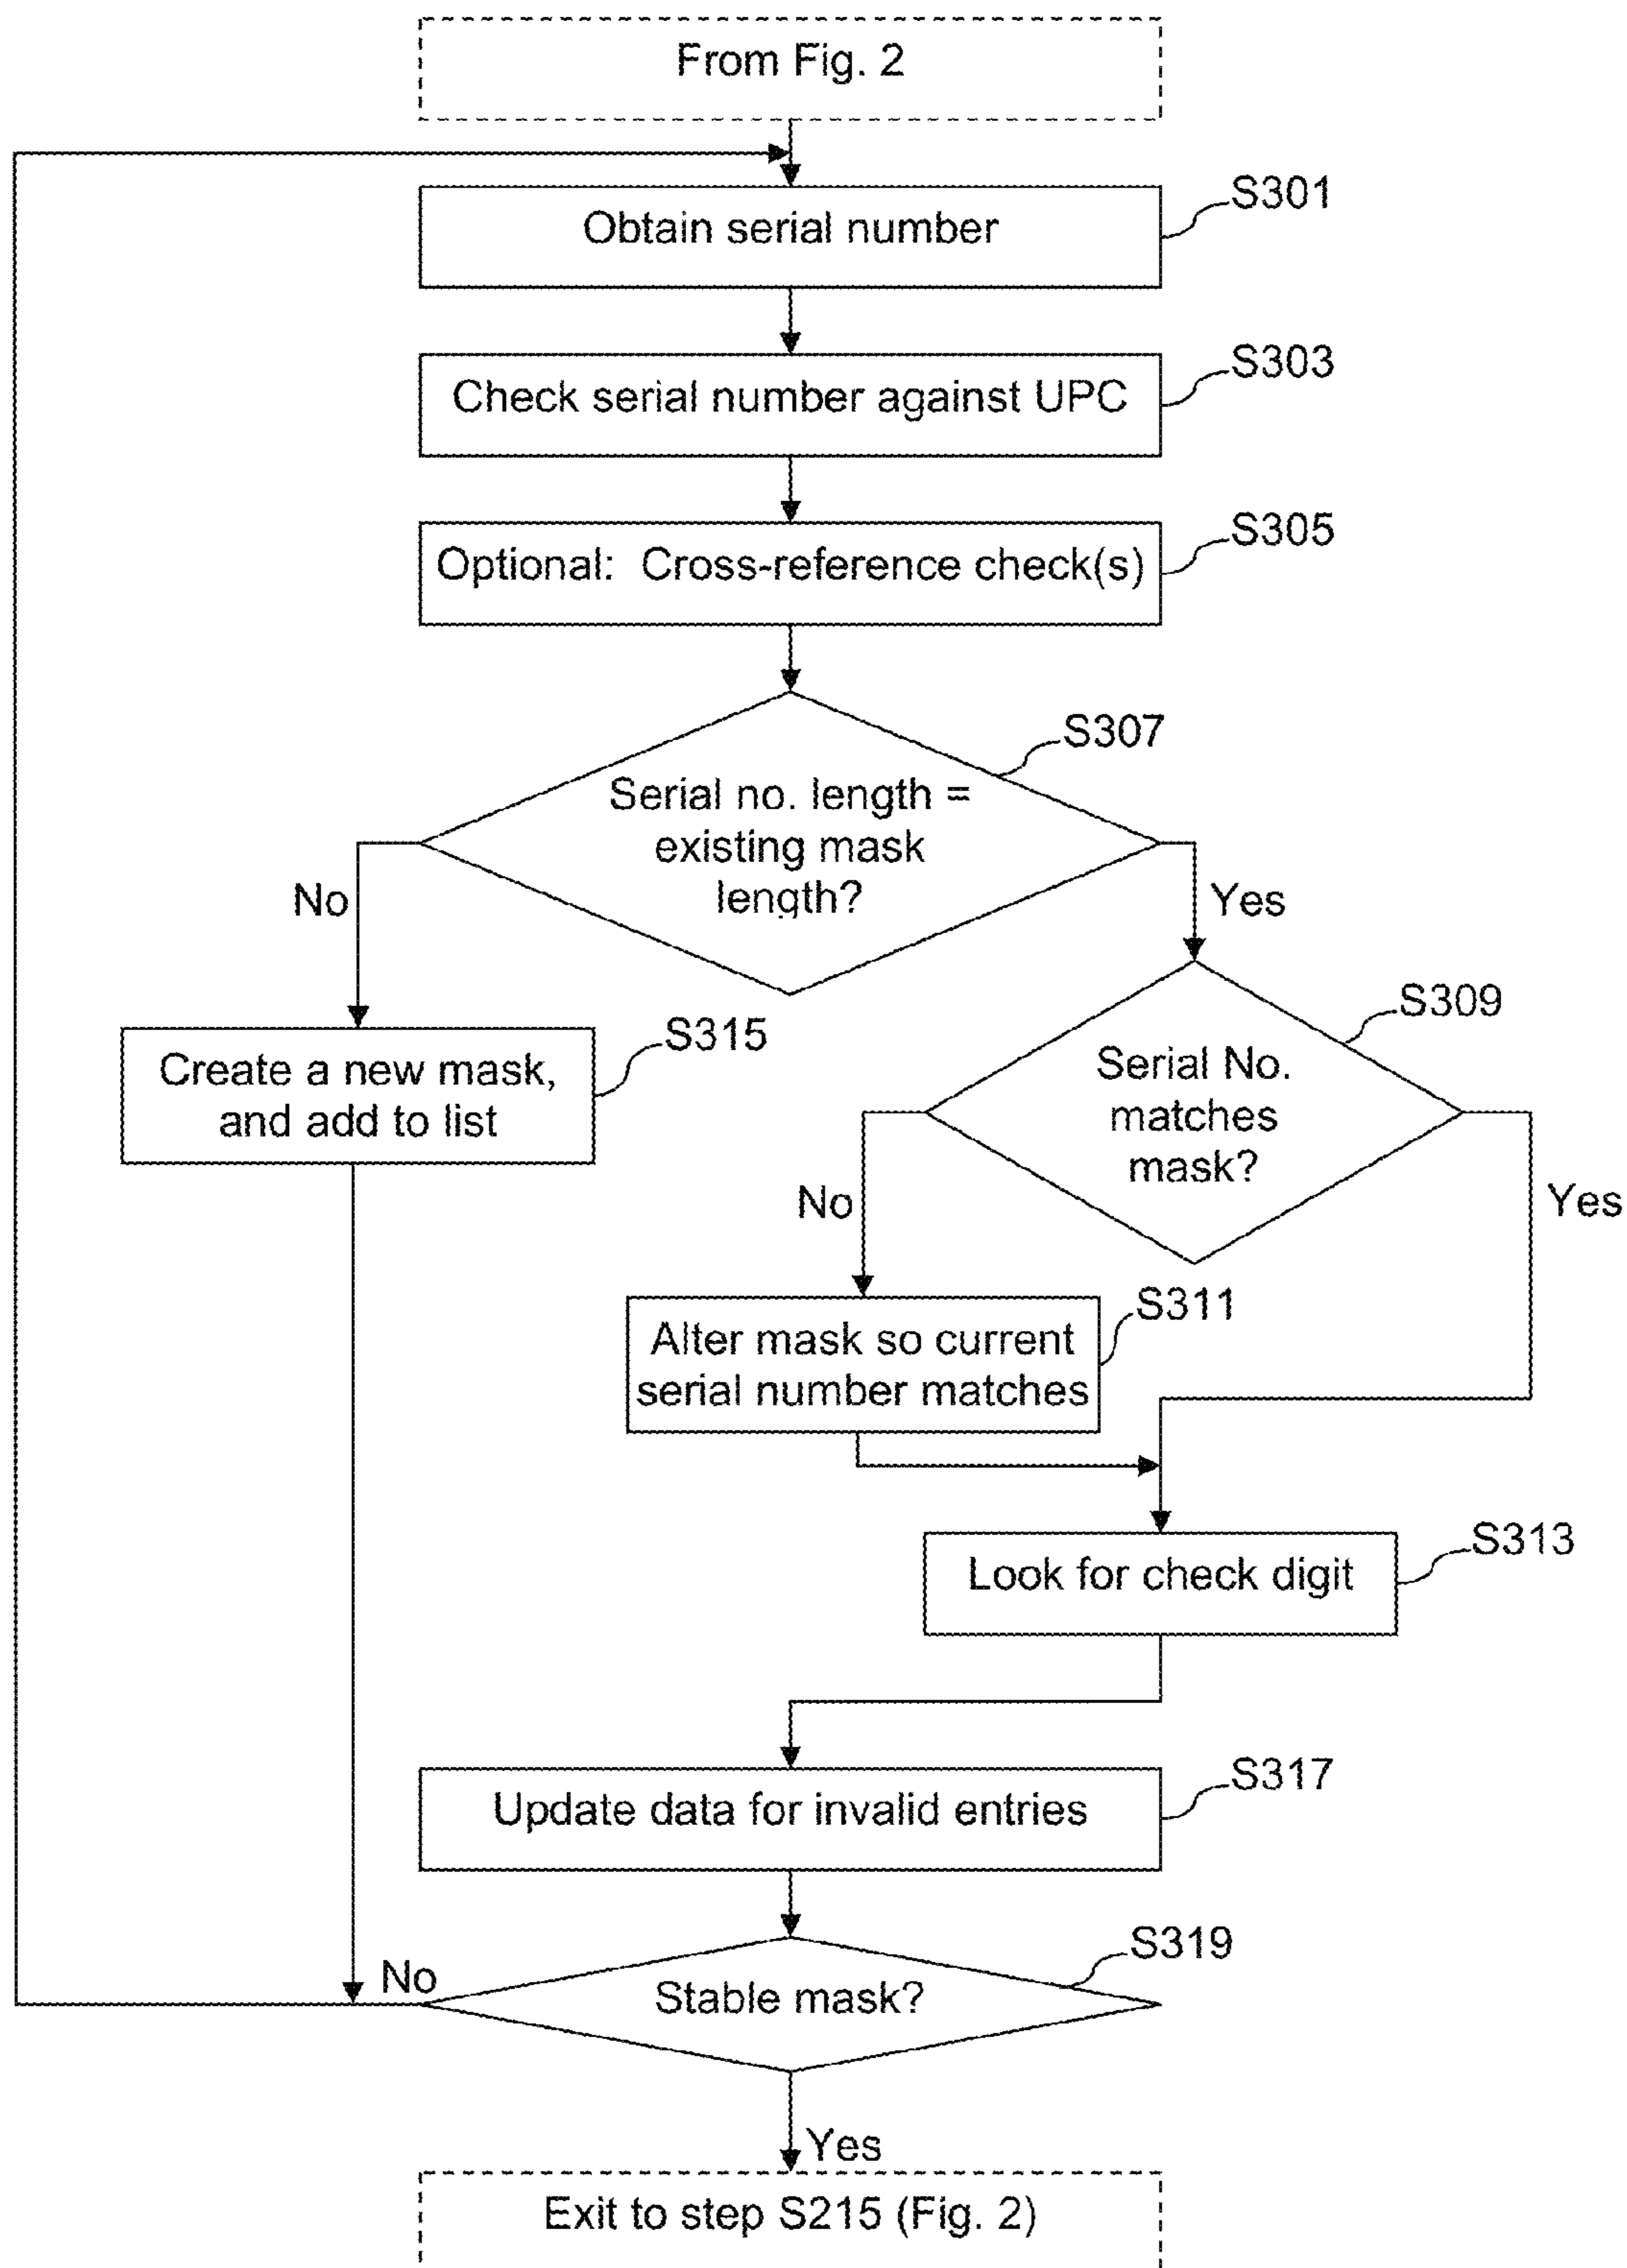 From Fig. 2
Obtain serial number
S301
Check serial number against UPC
S303
Optional: Cross-reference check(s)
S305
S307
Serial no. length =
existing mask
length?
No
Yes
S309
Serial No.
matches
mask?
S315
Create a new mask,
and add to list
No
Yes
S311
Alter mask so current
serial number matches
S313
Look for check digit
S317
Update data for invalid entries
S319
No
Stable mask?
Yes
Exit to step S215 (Fig. 2)